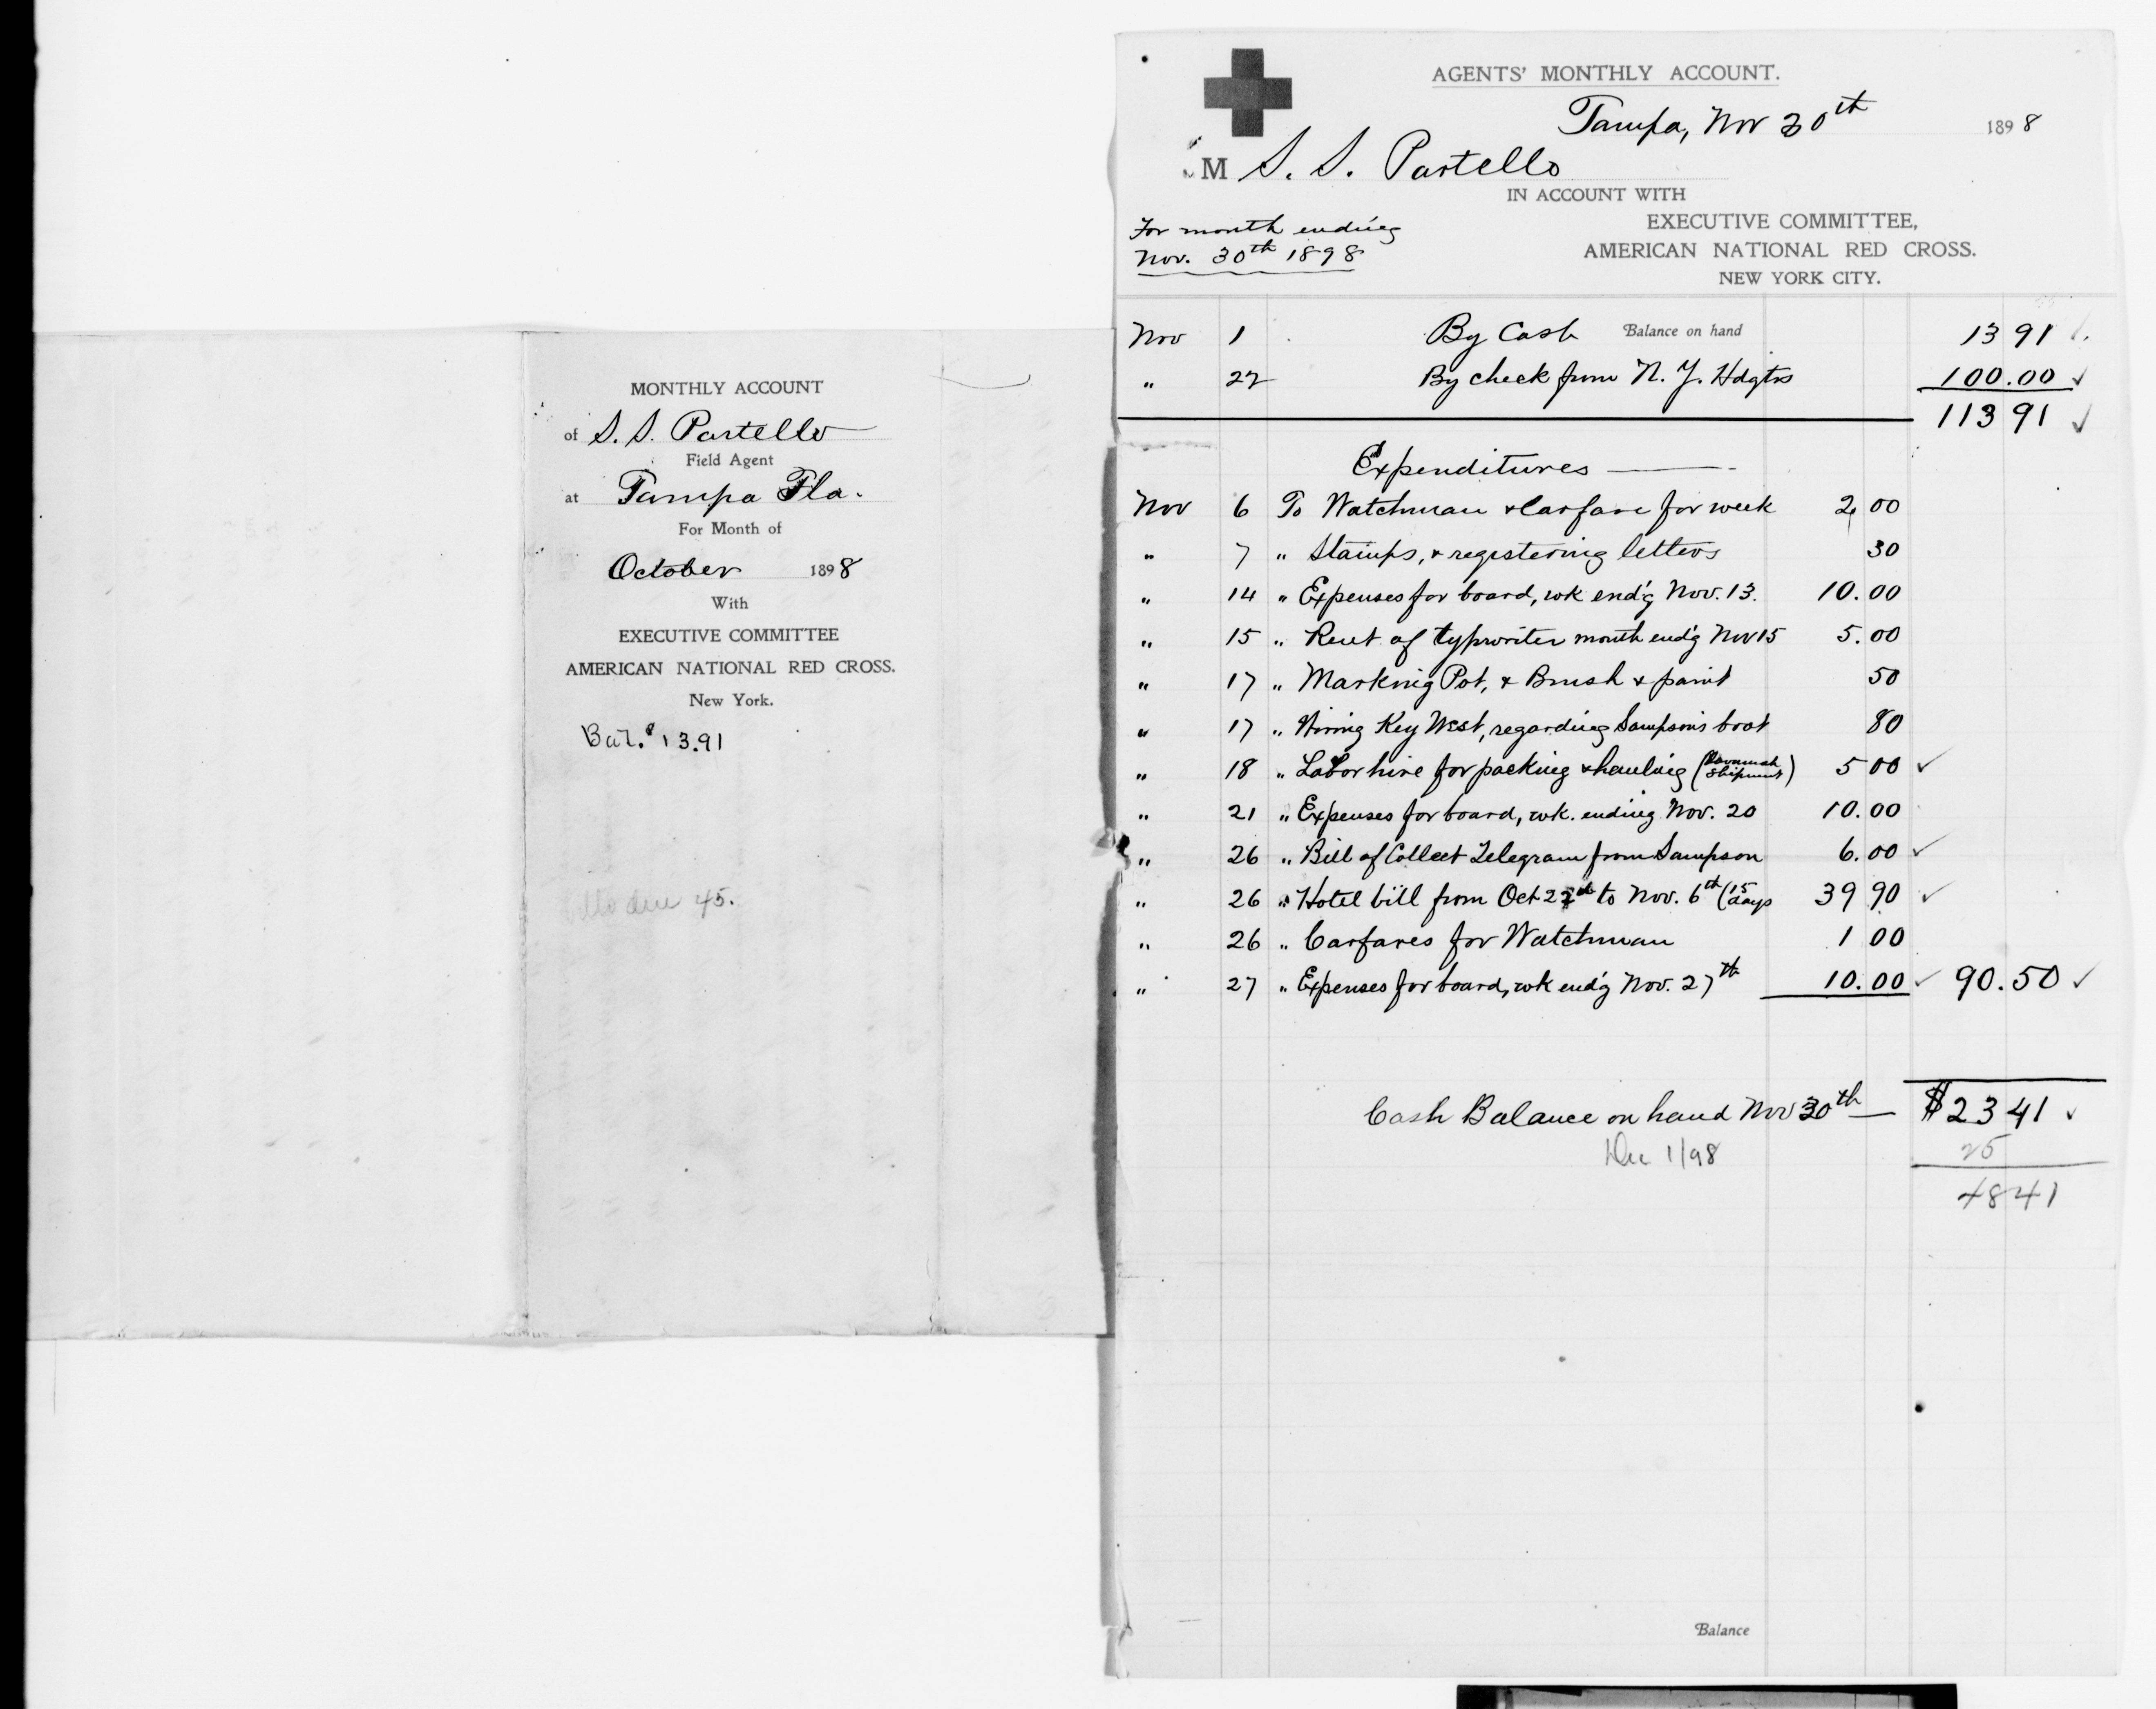 MONTHLY ACCOUNT
of S. S. Partello
Field Agent
at Tampa Fla.
For Month of
October 1898
With
EXECUTIVE COMMITTEE
AMERICAN NATIONAL RED CROSS.
New York.
Bal. $13.91
due 45.
AGENTS' MONTHLY ACCOUNT.
Tampa, Nov 30th 1898
M S. S. Partello
IN ACCOUNT WITH
For month ending
Nov. 30th 1898
EXECUTIVE COMMITTEE,
AMERICAN NATIONAL RED CROSS.
NEW YORK CITY.
Nov 1 By Cash Balance on hand 13 91 ✓
" 22 By check from N. Y. Hdqtrs 100.00 ✓
113 91 ✓
Expenditures
Nov 6 To Watchman & Carfare for week 2 00
" 7 " Stamps, & registering letters 30
" 14 " Expenses for board, wk end'g Nov. 13. 10.00
" 15 " Rent of typwriter month end'g Nov 15 5.00
" 17 " Marking Pot, & Brush & paint 50
" 17 " Wiring Key West, regarding Sampson's boat 80
" 18 " Labor hire for packing & hauling (Savannah Shipment) 5 00 ✓
" 21 " Expenses for board, wk. ending Nov. 20 10.00
" 26 " Bill of Collect Telegram from Sampson 6.00 ✓
" 26 " Hotel bill from Oct 22d to Nov. 6th (15 days 39 90 ✓
" 26 " Carfares for Watchman 1 00
" 27 " Expenses for board, wk end'g Nov. 27th 10.00 ✓ 90.50 ✓
Cash Balance on hand Nov 30th — $23 41 ✓
Dec 1/98 25
48 41
Balance